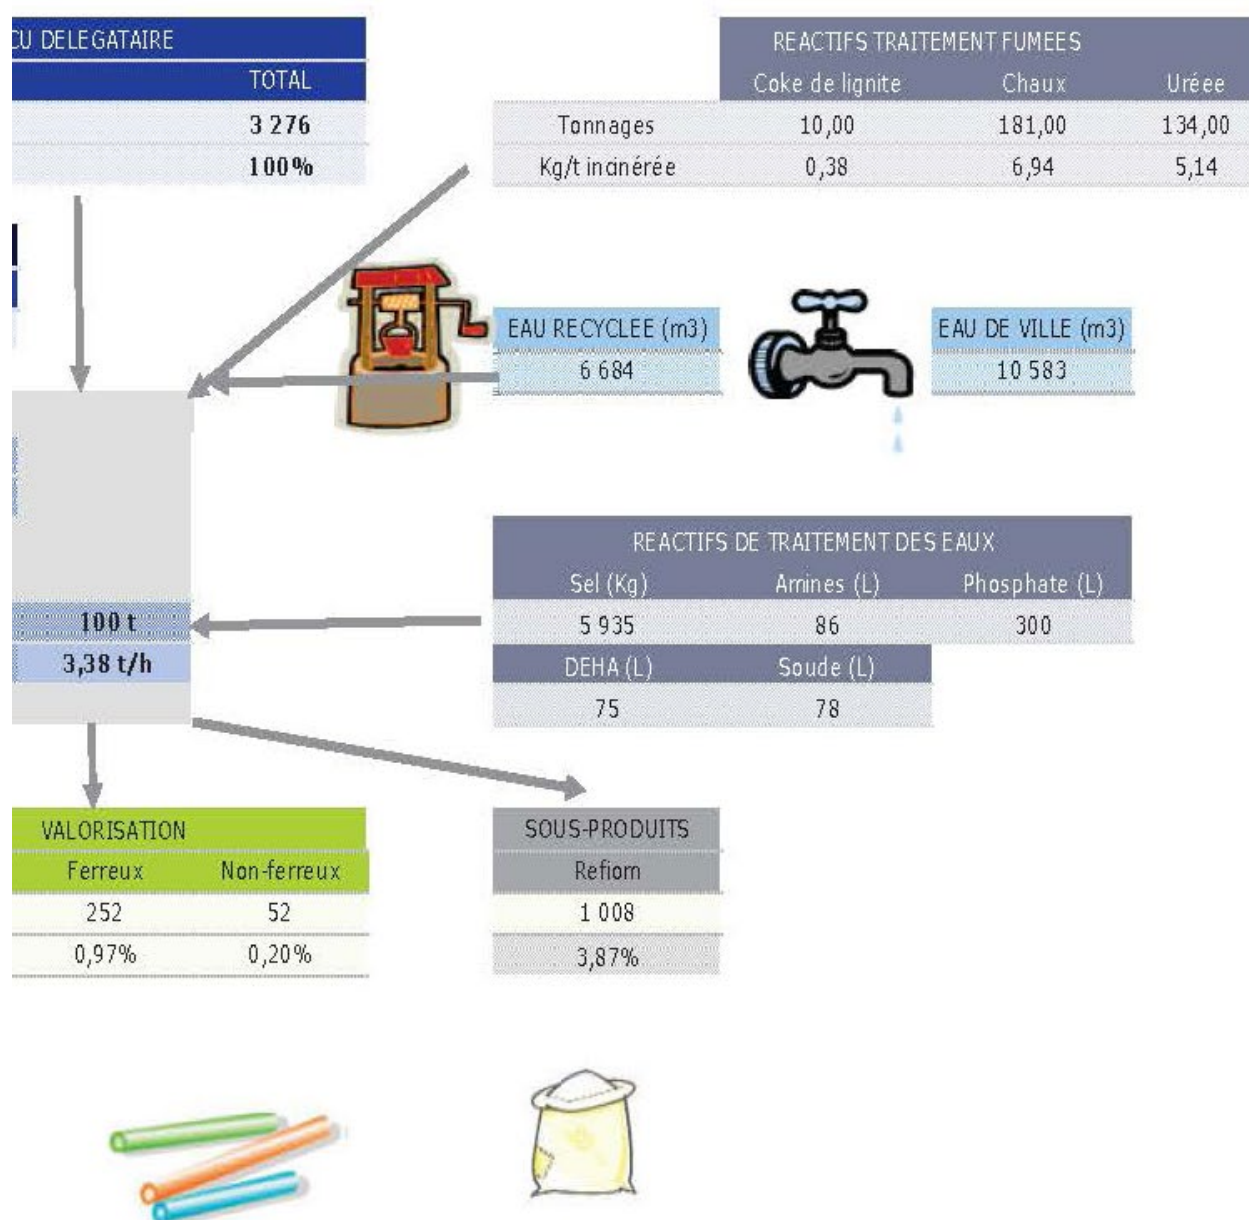 CU DELEGATAIRE
TOTAL
3 276
100%
REACTIFS TRAITEMENT FUMEES
Coke de lignite Chaux Uréee
Tonnages 10,00 181,00 134,00
Kg/t incinérée 0,38 6,94 5,14
EAU RECYCLEE (m3)
6 684
EAU DE VILLE (m3)
10 583
REACTIFS DE TRAITEMENT DES EAUX
Sel (Kg) Amines (L) Phosphate (L)
5 935 86 300
DEHA (L) Soude (L)
75 78
100 t
3,38 t/h
VALORISATION
Ferreux Non-ferreux
252 52
0,97% 0,20%
SOUS-PRODUITS
Refiom
1 008
3,87%